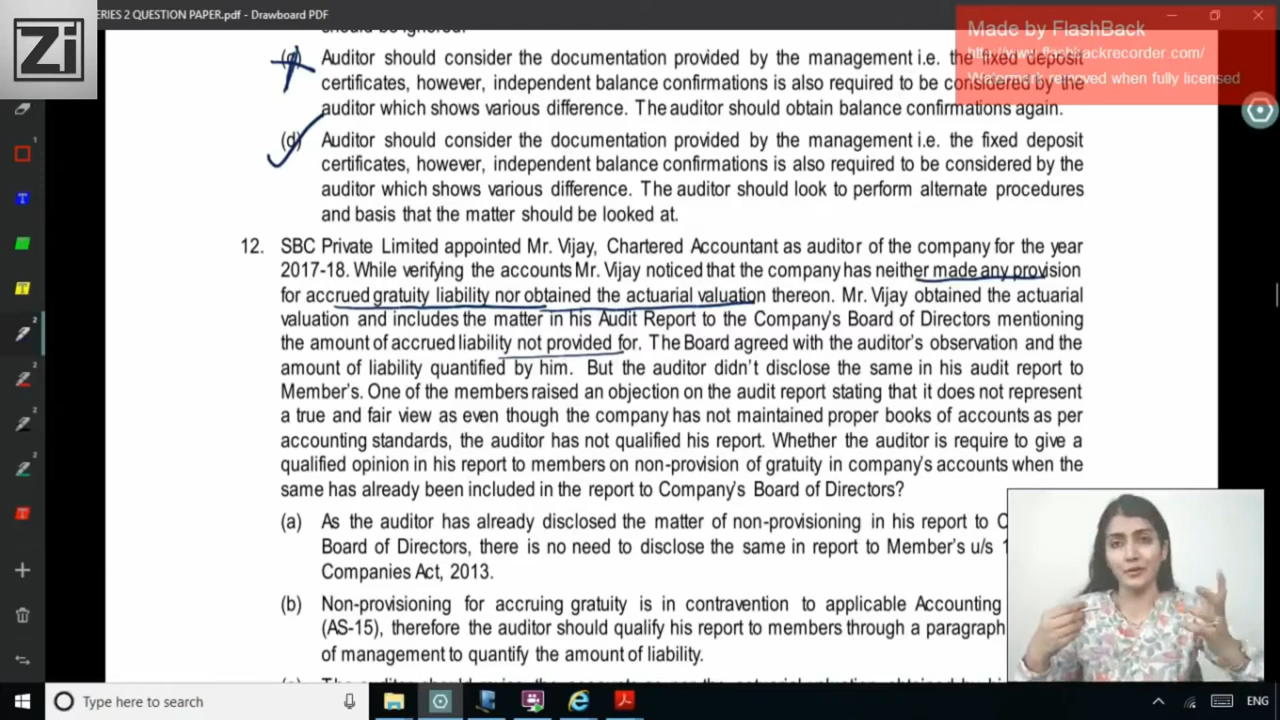 Zi
ERIES 2 QUESTION PAPER.pdf - Drawboard PDF
Made by FlashBack
http://www.flashbackrecorder.com/
Watermark removed when fully licensed
should be ignored.
Auditor should consider the documentation provided by the management i.e. the fixed deposit
certificates, however, independent balance confirmations is also required to be considered by the
auditor which shows various difference. The auditor should obtain balance confirmations again.
(d) Auditor should consider the documentation provided by the management i.e. the fixed deposit
certificates, however, independent balance confirmations is also required to be considered by the
auditor which shows various difference. The auditor should look to perform alternate procedures
and basis that the matter should be looked at.
12. SBC Private Limited appointed Mr. Vijay, Chartered Accountant as auditor of the company for the year
2017-18. While verifying the accounts Mr. Vijay noticed that the company has neither made any provision
for accrued gratuity liability nor obtained the actuarial valuation thereon. Mr. Vijay obtained the actuarial
valuation and includes the matter in his Audit Report to the Company's Board of Directors mentioning
the amount of accrued liability not provided for. The Board agreed with the auditor's observation and the
amount of liability quantified by him. But the auditor didn't disclose the same in his audit report to
Member's. One of the members raised an objection on the audit report stating that it does not represent
a true and fair view as even though the company has not maintained proper books of accounts as per
accounting standards, the auditor has not qualified his report. Whether the auditor is require to give a
qualified opinion in his report to members on non-provision of gratuity in company's accounts when the
same has already been included in the report to Company's Board of Directors?
(a) As the auditor has already disclosed the matter of non-provisioning in his report to C
Board of Directors, there is no need to disclose the same in report to Member's u/s 1
Companies Act, 2013.
(b) Non-provisioning for accruing gratuity is in contravention to applicable Accounting
(AS-15), therefore the auditor should qualify his report to members through a paragraph
of management to quantify the amount of liability.
Type here to search
ENG